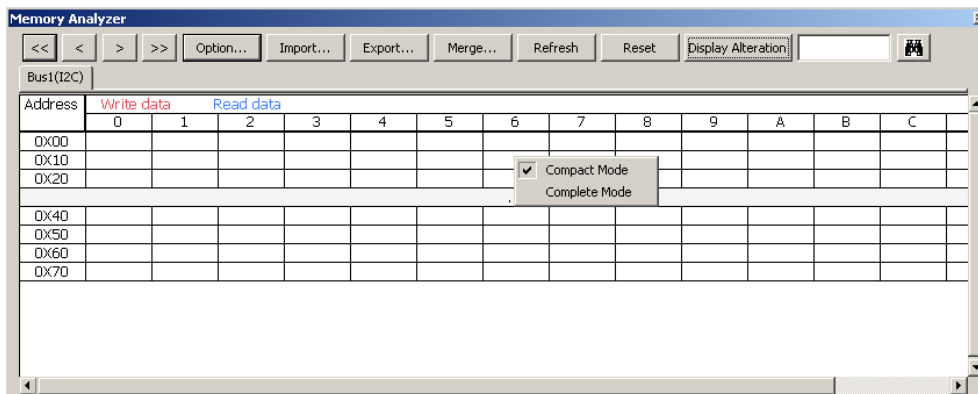 Memory Analyzer
<< < > >> Option... Import... Export... Merge... Refresh Reset Display Alteration
Bus1(I2C)
Address Write data Read data
0 1 2 3 4 5 6 7 8 9 A B C
0X00
0X10
0X20
Compact Mode
Complete Mode
0X40
0X50
0X60
0X70